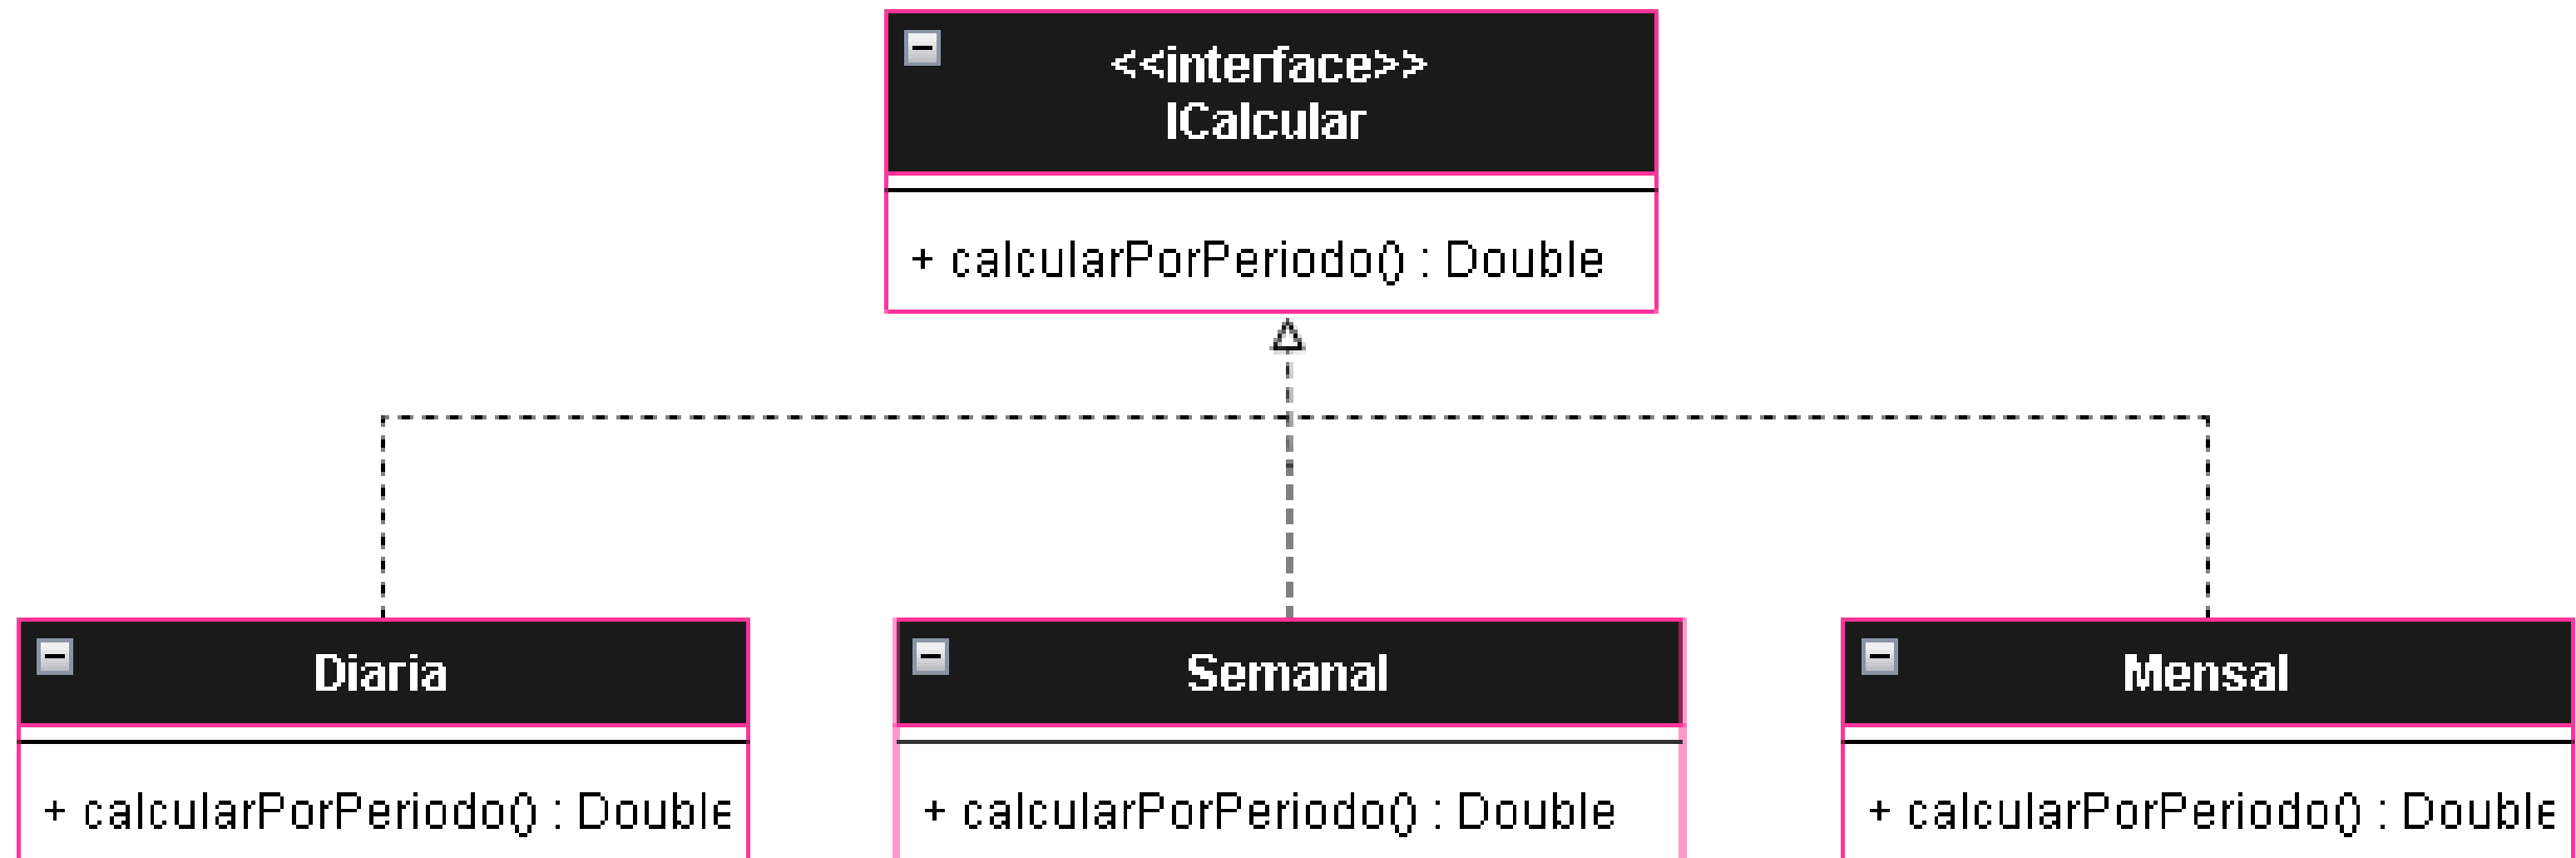 <<interface>>
ICalcular
+ calcularPorPeriodo() : Double
Diaria
+ calcularPorPeriodo() : Double
Semanal
+ calcularPorPeriodo() : Double
Mensal
+ calcularPorPeriodo() : Double